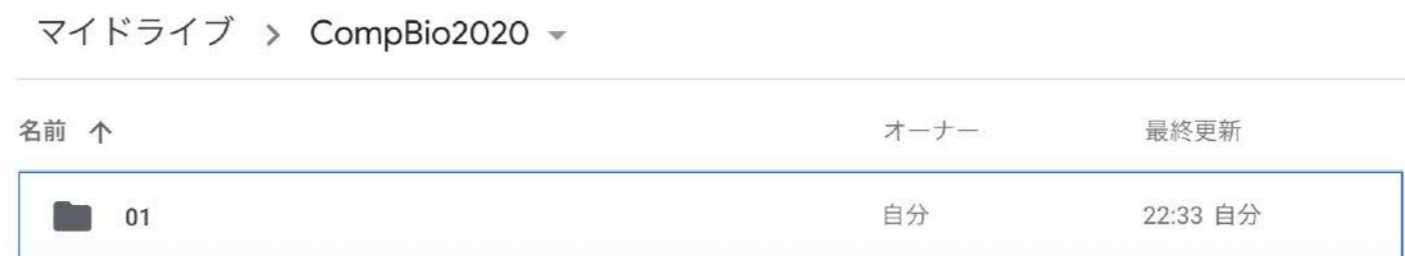 マイドライブ > CompBio2020
名前 ↑ オーナー 最終更新
01 自分 22:33 自分